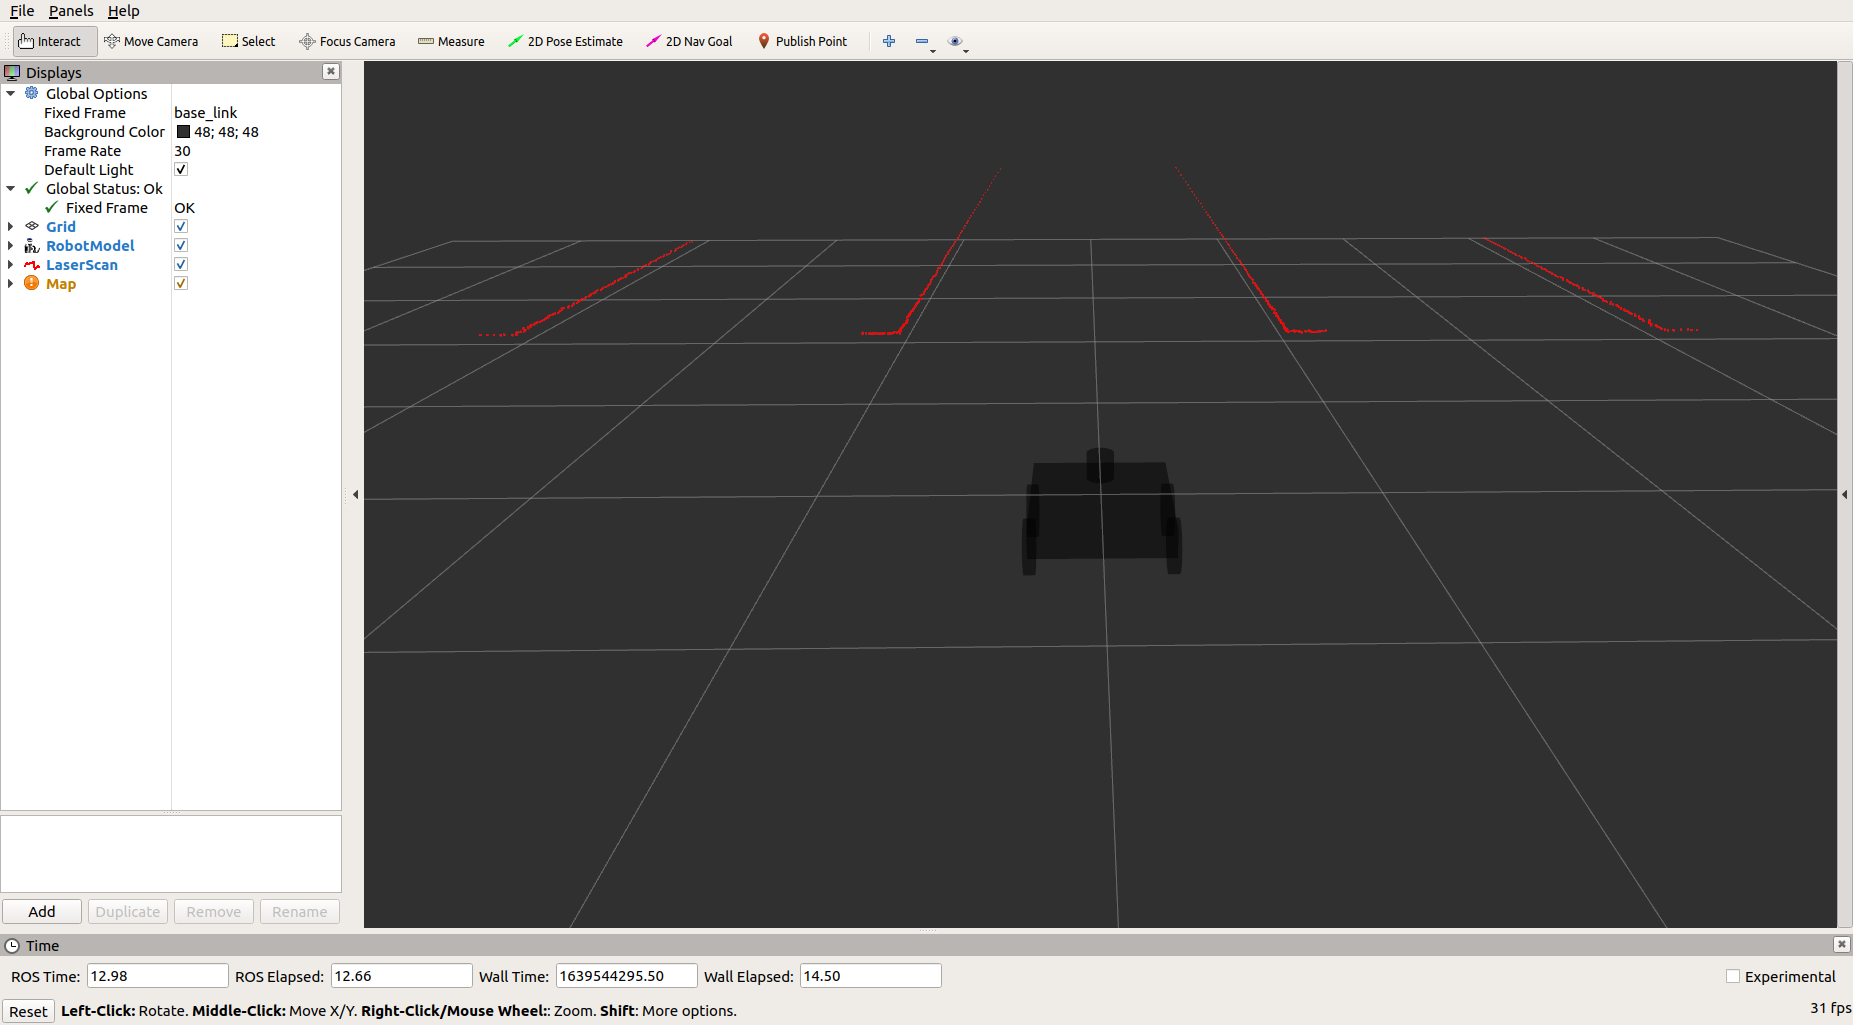 File Panels Help
Interact Move Camera Select Focus Camera Measure 2D Pose Estimate 2D Nav Goal Publish Point
Displays
Global Options
Fixed Frame base_link
Background Color 48; 48; 48
Frame Rate 30
Default Light
Global Status: Ok
Fixed Frame OK
Grid
RobotModel
LaserScan
Map
Add Duplicate Remove Rename
Time
ROS Time: 12.98 ROS Elapsed: 12.66 Wall Time: 1639544295.50 Wall Elapsed: 14.50 Experimental
Reset Left-Click: Rotate. Middle-Click: Move X/Y. Right-Click/Mouse Wheel:: Zoom. Shift: More options. 31 fps